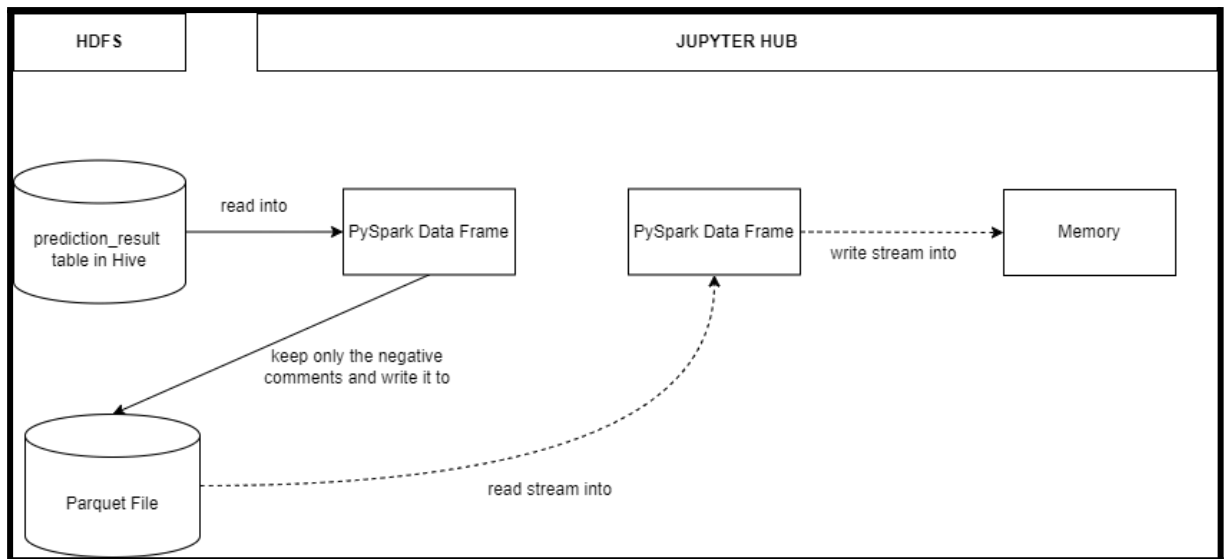 HDFS
JUPYTER HUB
prediction_result
table in Hive
read into
PySpark Data Frame
PySpark Data Frame
write stream into
Memory
keep only the negative
comments and write it to
Parquet File
read stream into